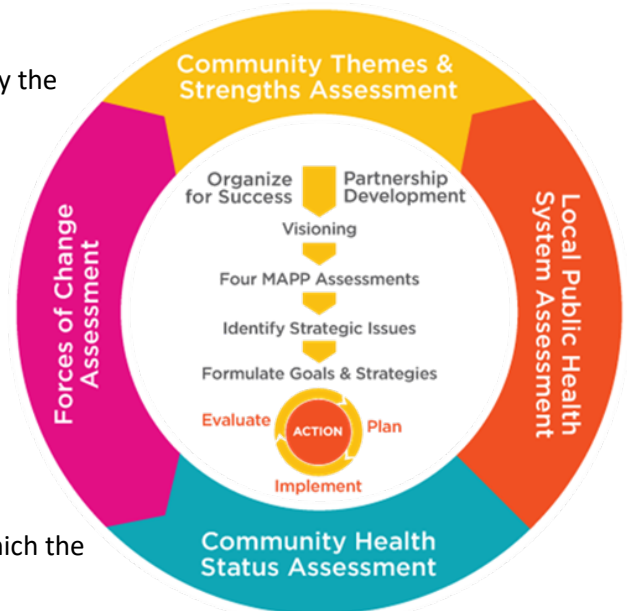 y the
Community Themes &
Strengths Assessment
Organize
for Success
Partnership
Development
Visioning
Four MAPP Assessments
Identify Strategic Issues
Formulate Goals & Strategies
Evaluate
ACTION
Plan
Implement
Forces of Change
Assessment
Local Public Health
System Assessment
Community Health
Status Assessment
hich the